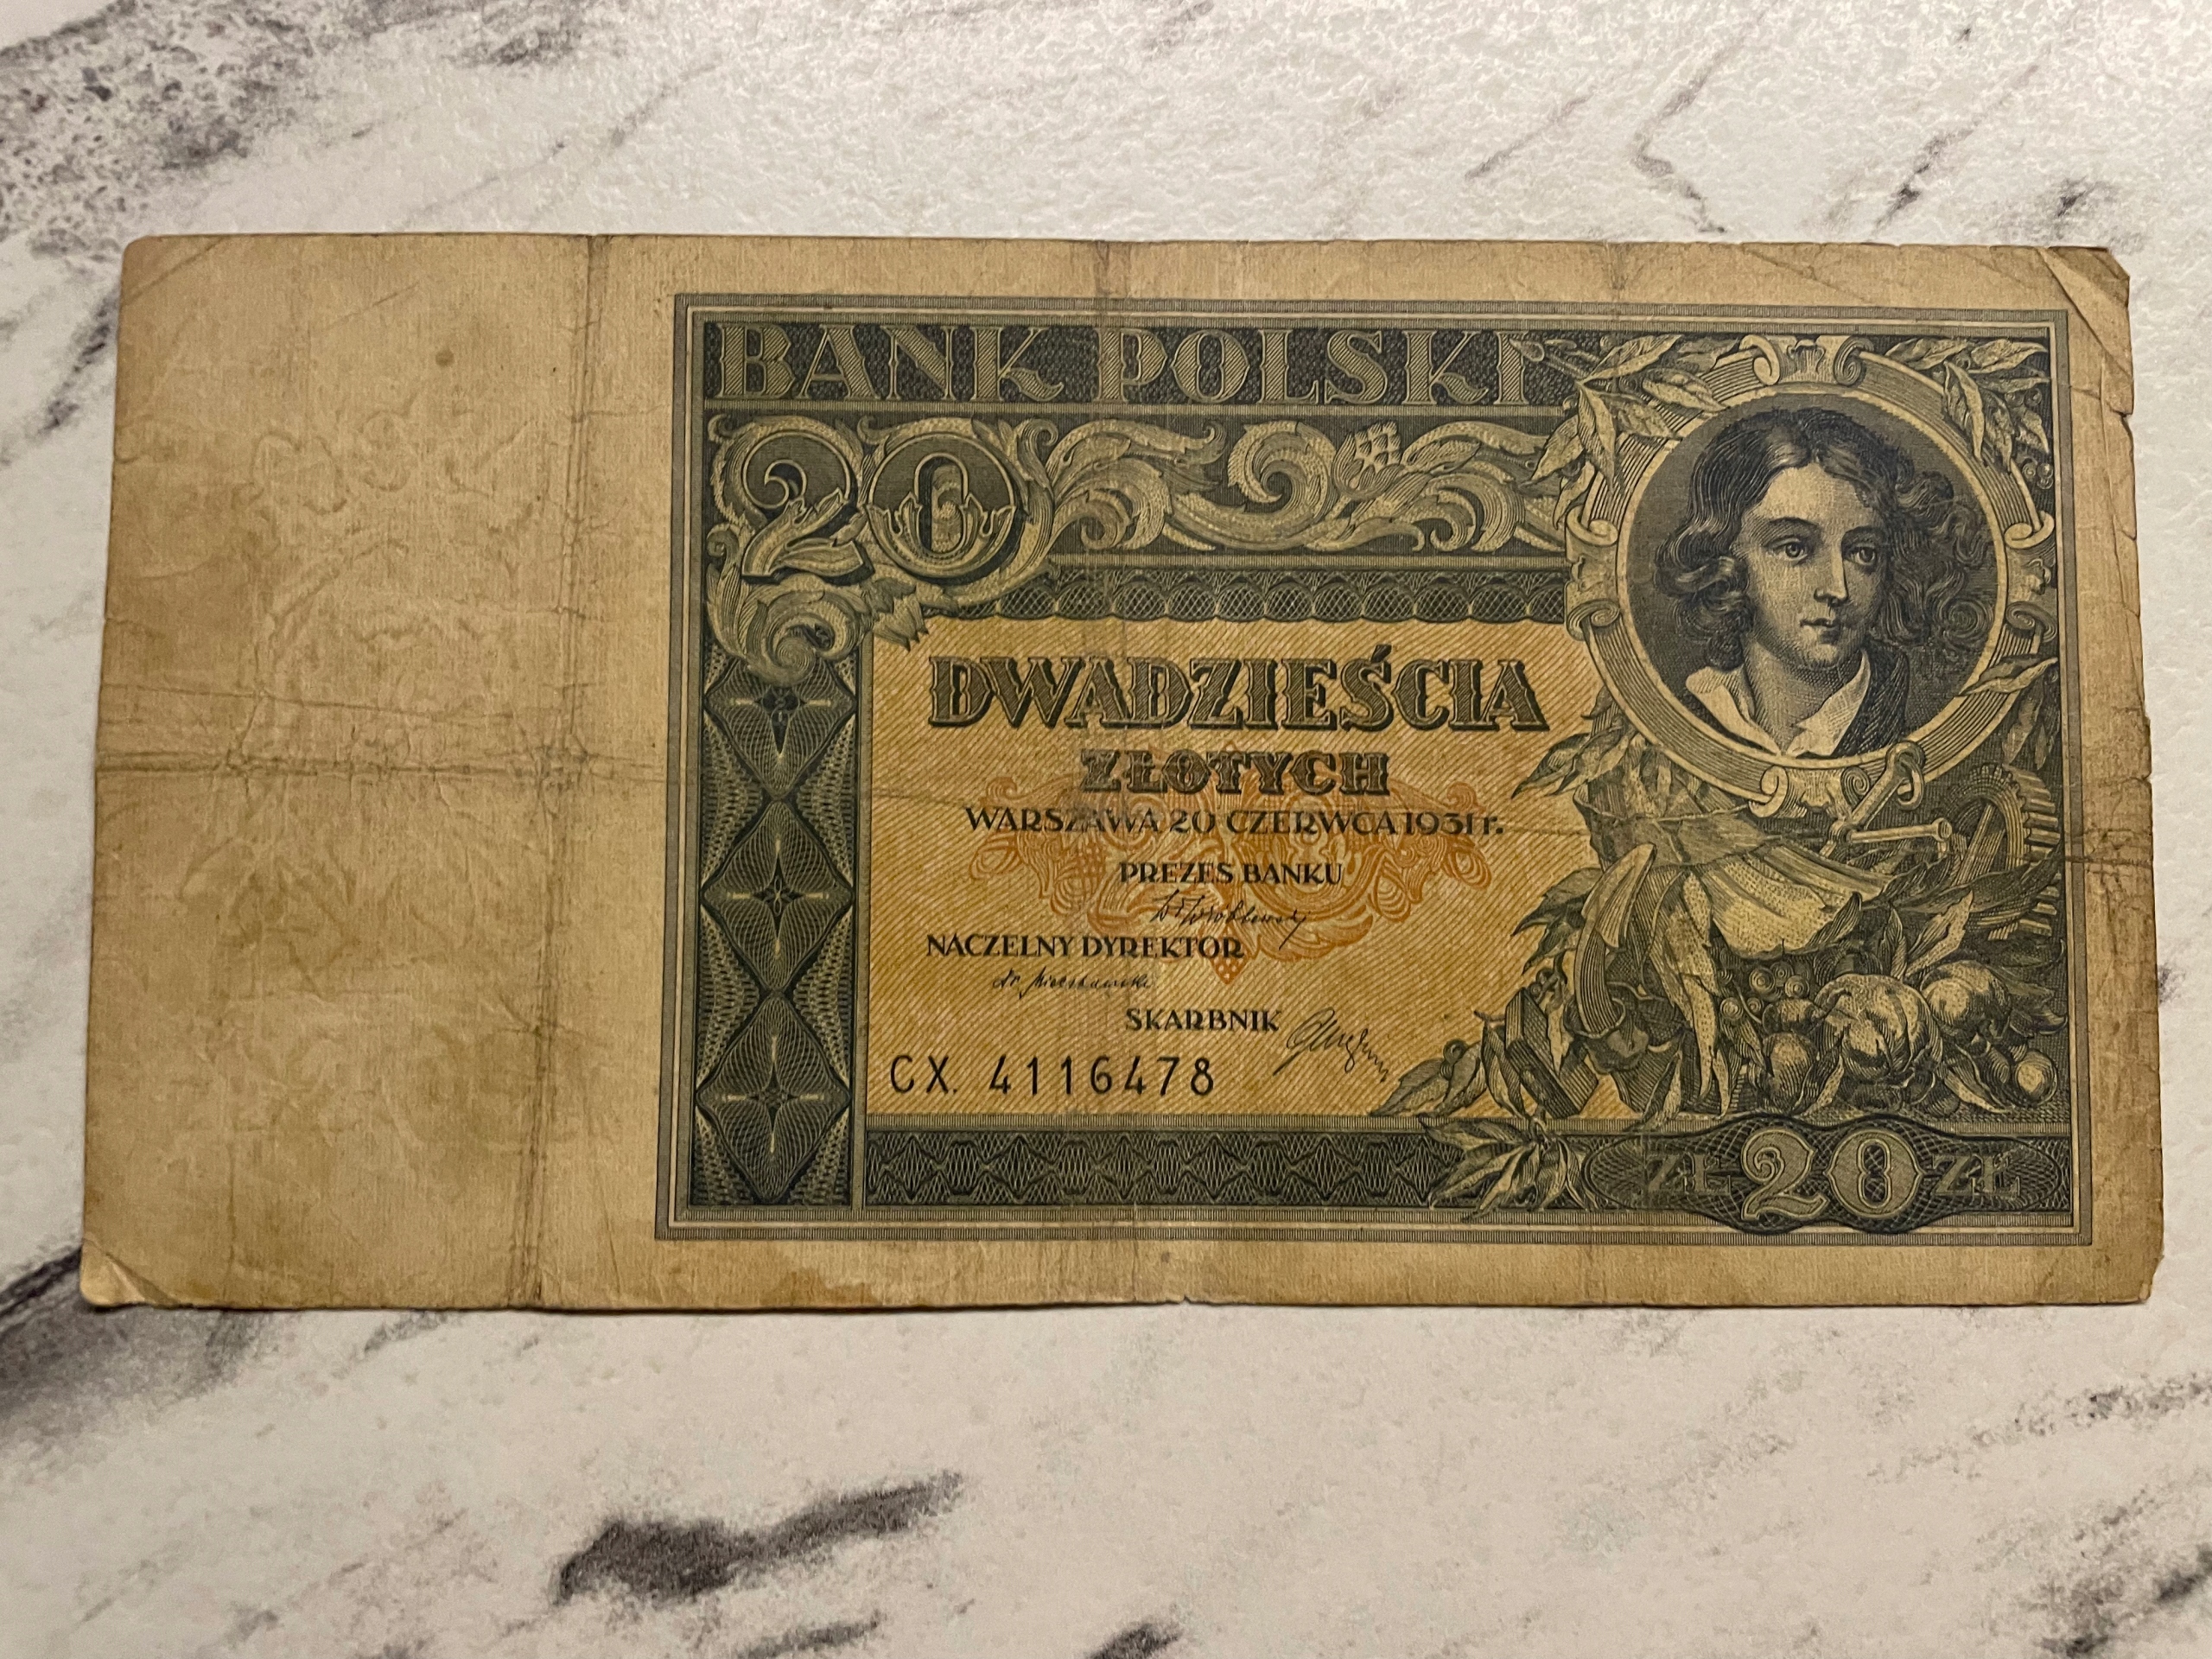 BANK POLSKI
20
DWADZIEŚCIA
ZŁOTYCH
WARSZAWA 20 CZERWCA 1931 r.
PREZES BANKU
NACZELNY DYREKTOR
SKARBNIK
CX. 4116478
ZŁ 20 ZŁ